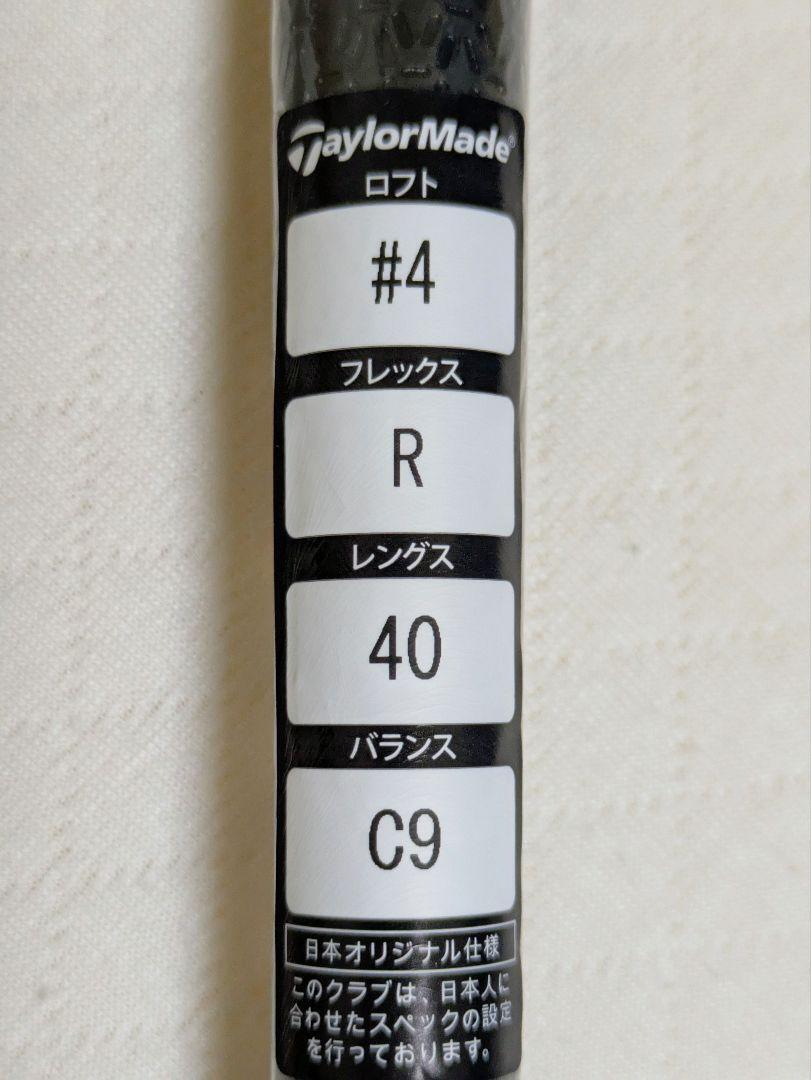 TaylorMade®
ロフト
#4
フレックス
R
レングス
40
バランス
C9
日本オリジナル仕様
このクラブは、日本人に
合わせたスペックの設定
を行っております。